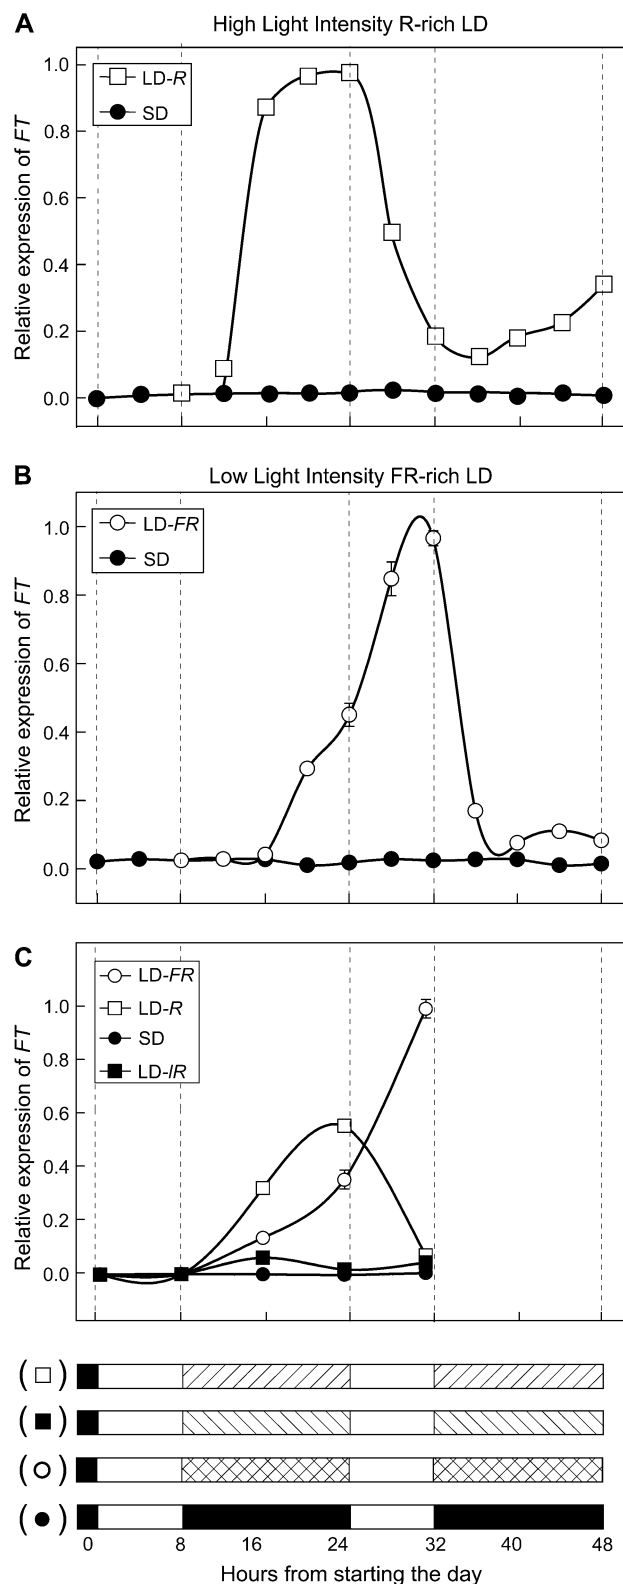 A
High Light Intensity R-rich LD
LD-R
SD
1.0
0.8
0.6
0.4
0.2
0.0
Relative expression of FT
B
Low Light Intensity FR-rich LD
LD-FR
SD
1.0
0.8
0.6
0.4
0.2
0.0
Relative expression of FT
C
LD-FR
LD-R
SD
LD-IR
1.0
0.8
0.6
0.4
0.2
0.0
Relative expression of FT
0 8 16 24 32 40 48
Hours from starting the day